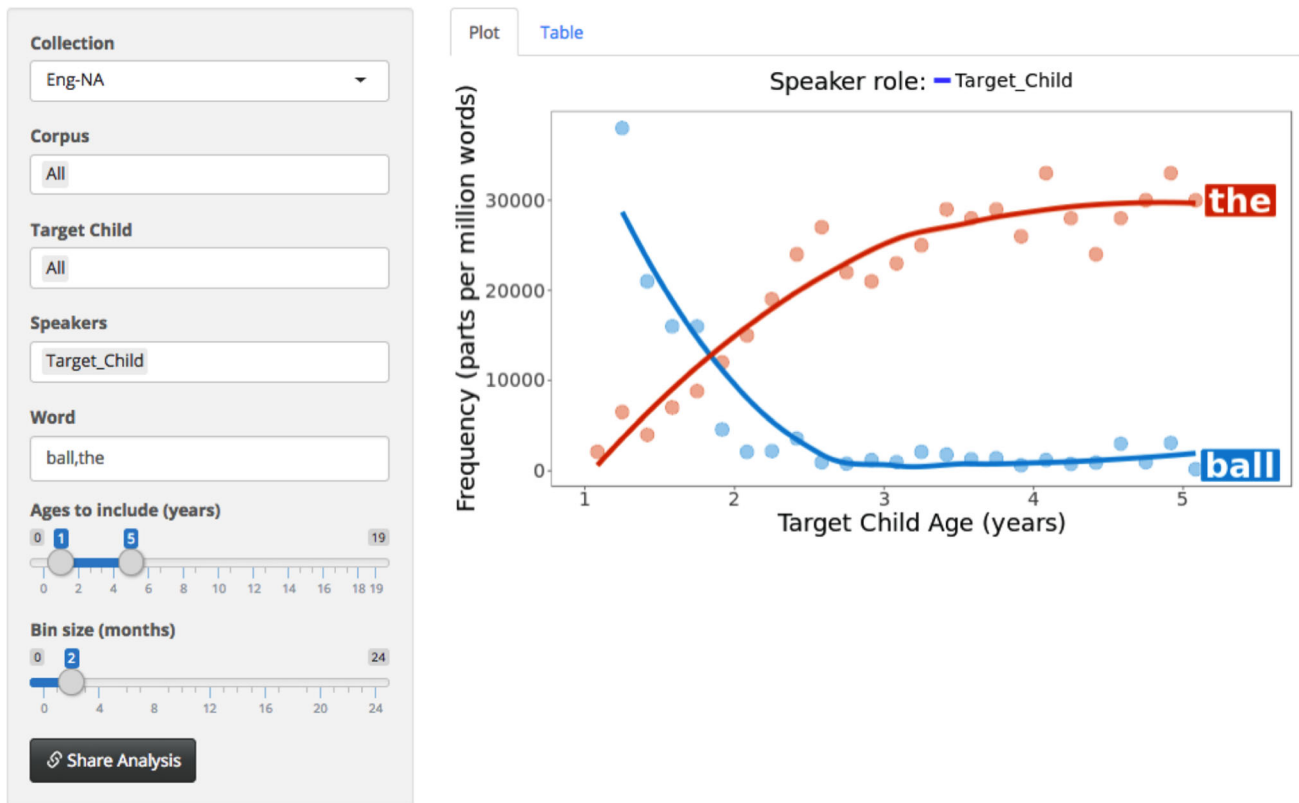 Collection
Eng-NA
Corpus
All
Target Child
All
Speakers
Target_Child
Word
ball,the
Ages to include (years)
0 1 5 19
0 2 4 6 8 10 12 14 16 18 19
Bin size (months)
0 2 24
0 4 8 12 16 20 24
Share Analysis
Plot Table
Speaker role: Target_Child
Frequency (parts per million words)
30000
20000
10000
0
the
ball
1 2 3 4 5
Target Child Age (years)